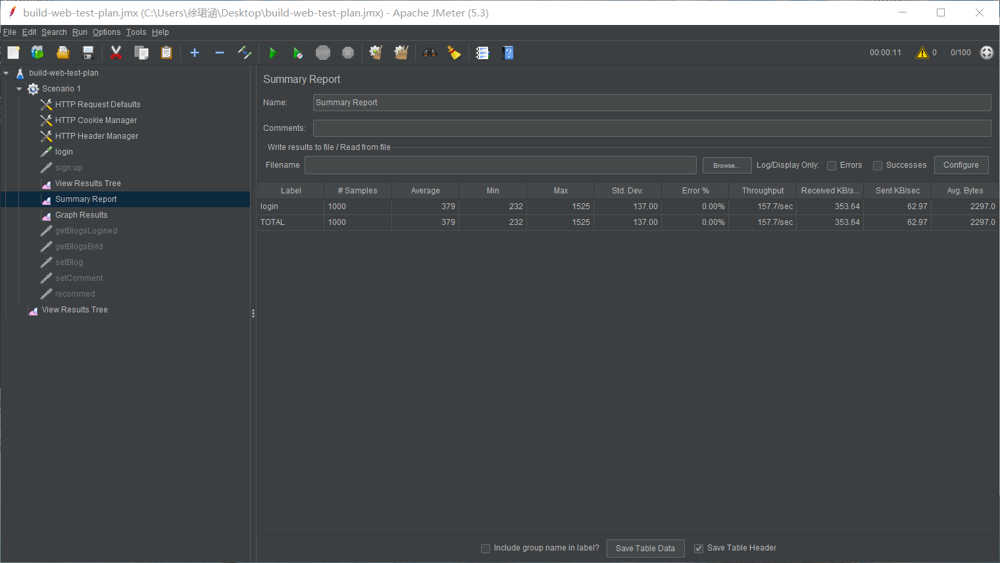 build-web-test-plan.jmx (C:\Users\徐珺涵\Desktop\build-web-test-plan.jmx) - Apache JMeter (5.3)
File Edit Search Run Options Tools Help
STOP 00:00:11 0 0/100
build-web-test-plan
Scenario 1
HTTP Request Defaults
HTTP Cookie Manager
HTTP Header Manager
login
sign up
View Results Tree
Summary Report
Graph Results
getBlogsLogined
getBlogsById
setBlog
setComment
recommed
View Results Tree
Summary Report
Name: Summary Report
Comments:
Write results to file / Read from file
Filename Browse... Log/Display Only: Errors Successes Configure
Label # Samples Average Min Max Std. Dev. Error % Throughput Received KB/s... Sent KB/sec Avg. Bytes
login 1000 379 232 1525 137.00 0.00% 157.7/sec 353.64 62.97 2297.0
TOTAL 1000 379 232 1525 137.00 0.00% 157.7/sec 353.64 62.97 2297.0
Include group name in label? Save Table Data Save Table Header